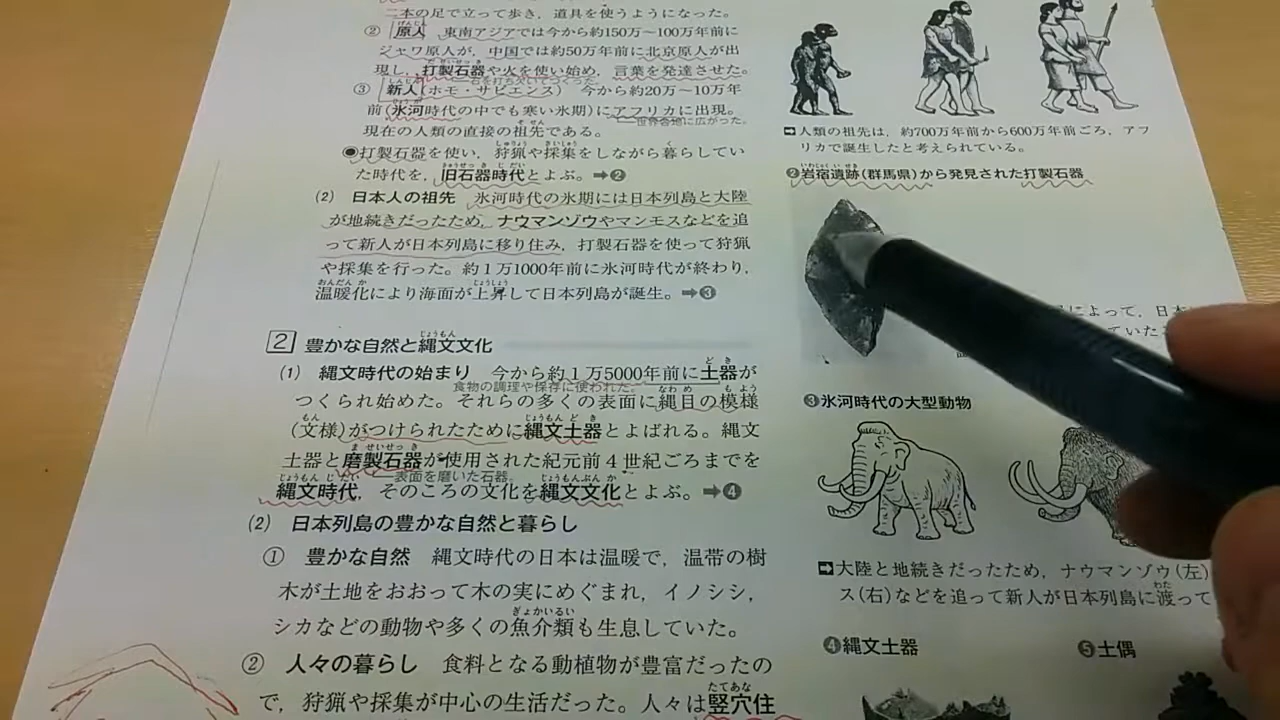 二本の足で立って歩き，道具を使うようになった。
② 原人 東南アジアでは今から約150万～100万年前に
ジャワ原人が，中国では約50万年前に北京原人が出
現し，打製石器や火を使い始め，言葉を発達させた。
石を打ち欠いてつくった
③ 新人(ホモ・サピエンス) 今から約20万～10万年
前(氷河時代の中でも寒い氷期)にアフリカに出現。
世界各地に広がった。
現在の人類の直接の祖先である。
●打製石器を使い，狩猟や採集をしながら暮らしてい
た時代を，旧石器時代とよぶ。➡❷
(2) 日本人の祖先 氷河時代の氷期には日本列島と大陸
が地続きだったため，ナウマンゾウやマンモスなどを追
って新人が日本列島に移り住み，打製石器を使って狩猟
や採集を行った。約１万1000年前に氷河時代が終わり，
温暖化により海面が上昇して日本列島が誕生。➡❸
2 豊かな自然と縄文文化
(1) 縄文時代の始まり 今から約１万5000年前に土器が
食物の調理や保存に使われた。
つくられ始めた。それらの多くの表面に縄目の模様
(文様)がつけられたために縄文土器とよばれる。縄文
土器と磨製石器が使用された紀元前４世紀ごろまでを
表面を磨いた石器。
縄文時代，そのころの文化を縄文文化とよぶ。➡❹
(2) 日本列島の豊かな自然と暮らし
① 豊かな自然 縄文時代の日本は温暖で，温帯の樹
木が土地をおおって木の実にめぐまれ，イノシシ，
シカなどの動物や多くの魚介類も生息していた。
② 人々の暮らし 食料となる動植物が豊富だったの
で，狩猟や採集が中心の生活だった。人々は竪穴住
➡人類の祖先は，約700万年前から600万年前ごろ，アフ
リカで誕生したと考えられている。
❷岩宿遺跡(群馬県)から発見された打製石器
によって，日本
❸氷河時代の大型動物
➡大陸と地続きだったため，ナウマンゾウ(左)
ス(右)などを追って新人が日本列島に渡って
❹縄文土器
❺土偶